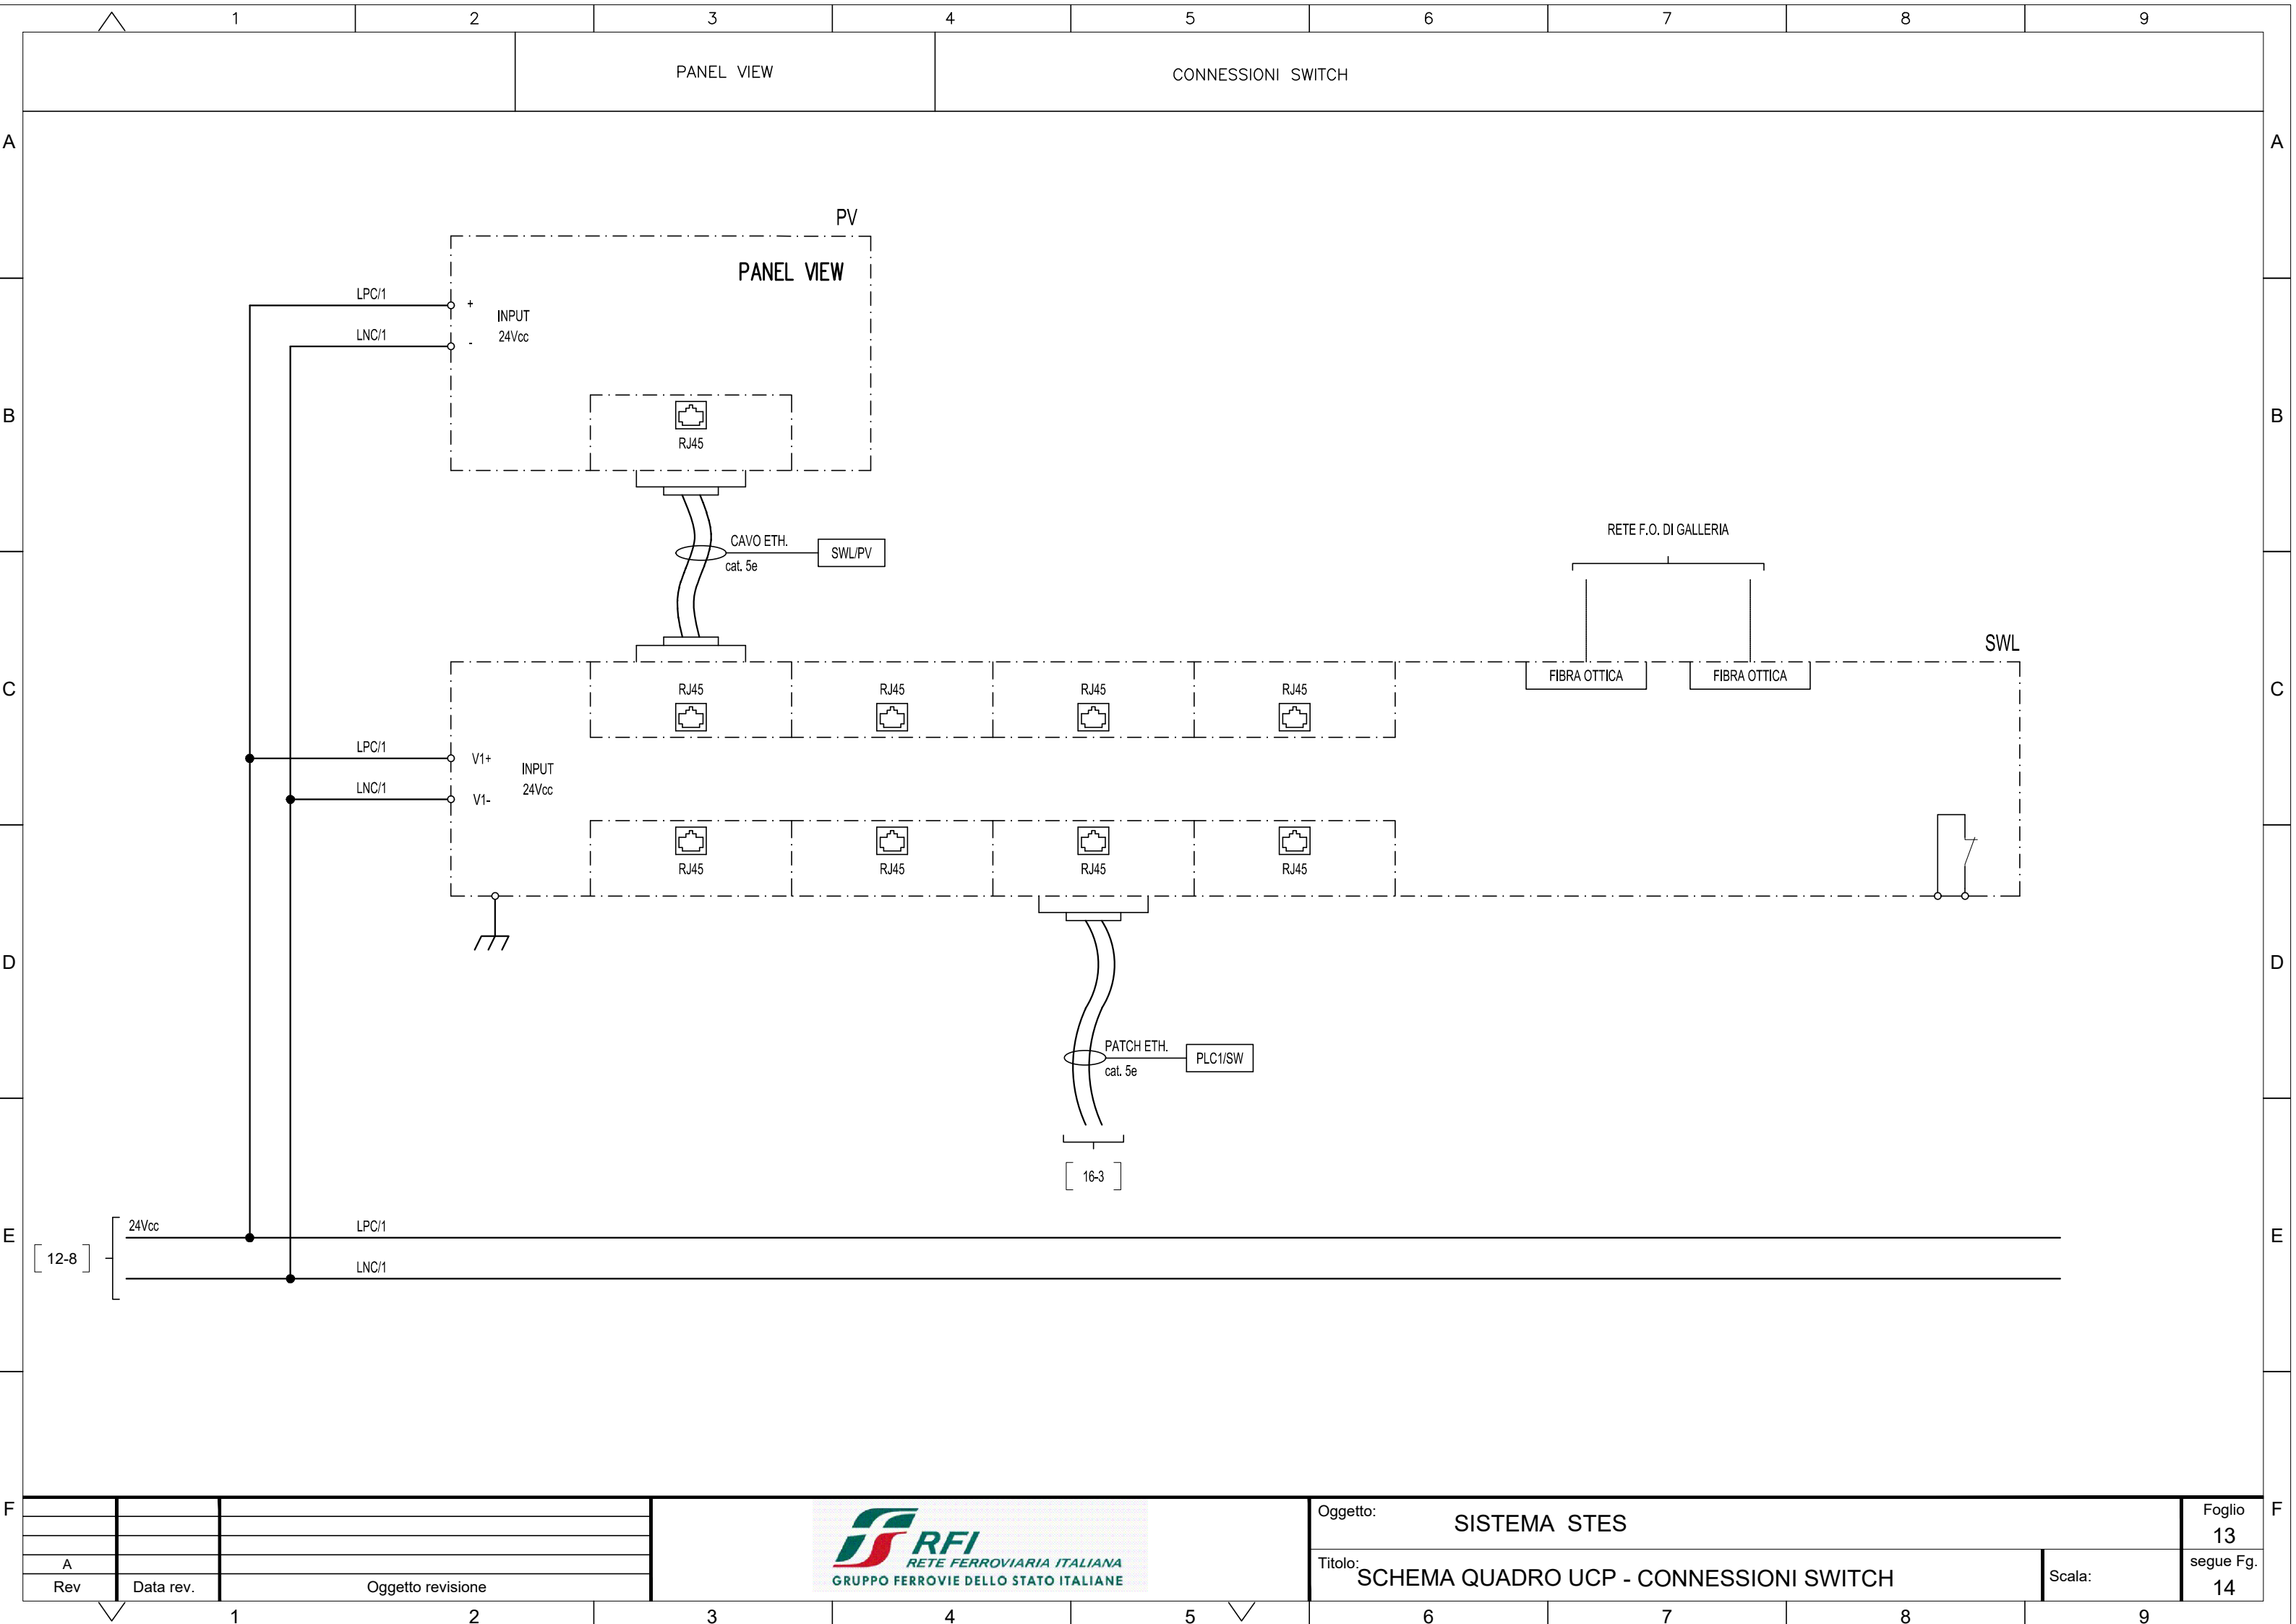 1 2 3 4 5 6 7 8 9
PANEL VIEW
CONNESSIONI SWITCH
A
A
PV
PANEL VIEW
LPC/1
+
INPUT
24Vcc
LNC/1
-
B
B
RJ45
CAVO ETH.
cat. 5e
SWL/PV
RETE F.O. DI GALLERIA
SWL
C
C
RJ45 RJ45 RJ45 RJ45
FIBRA OTTICA FIBRA OTTICA
LPC/1
V1+
INPUT
24Vcc
LNC/1
V1-
RJ45 RJ45 RJ45 RJ45
D
D
PATCH ETH.
cat. 5e
PLC1/SW
16-3
E
E
24Vcc
LPC/1
12-8
LNC/1
F
F
A
Rev
Data rev.
Oggetto revisione
RFI
RETE FERROVIARIA ITALIANA
GRUPPO FERROVIE DELLO STATO ITALIANE
Oggetto:
SISTEMA STES
Titolo:
SCHEMA QUADRO UCP - CONNESSIONI SWITCH
Scala:
Foglio
13
segue Fg.
14
1 2 3 4 5 6 7 8 9